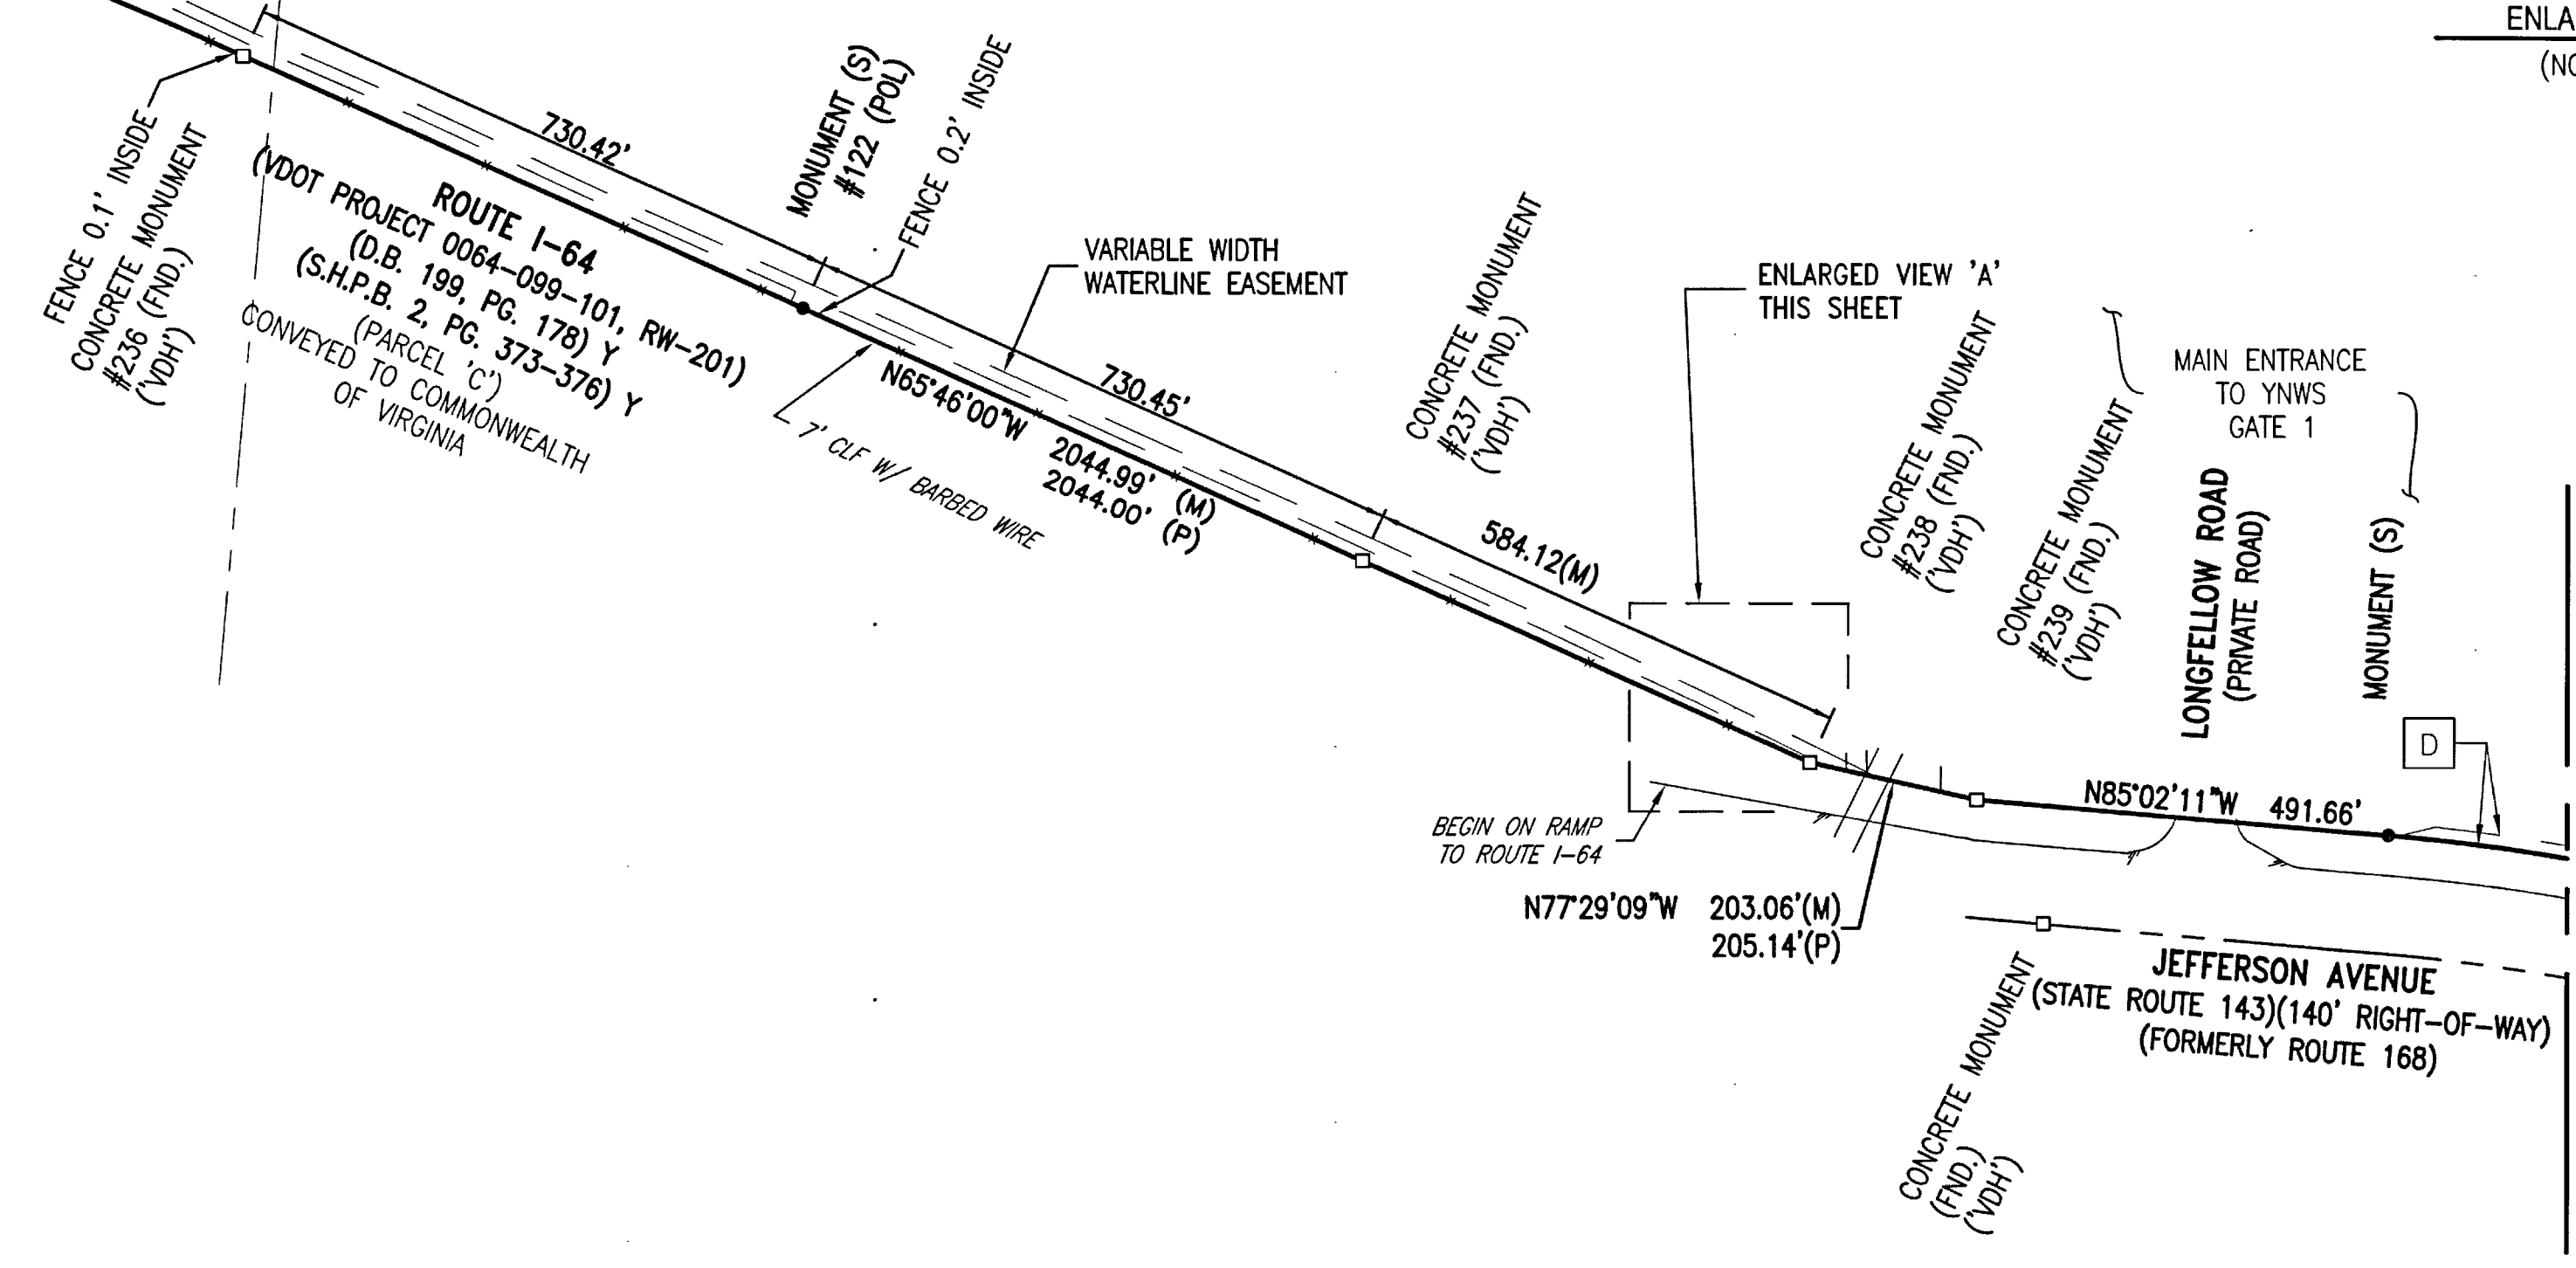 ENLA
(NO
FENCE 0.1' INSIDE
CONCRETE MONUMENT
#236 (FND.)
('VDH')
730.42'
ROUTE I-64
(VDOT PROJECT 0064-099-101, RW-201)
(D.B. 199, PG. 178) Y
(S.H.P.B. 2, PG. 373-376) Y
(PARCEL 'C')
CONVEYED TO COMMONWEALTH
OF VIRGINIA
MONUMENT (S)
#122 (POL)
FENCE 0.2' INSIDE
VARIABLE WIDTH
WATERLINE EASEMENT
730.45'
N65°46'00"W 2044.99' (M)
2044.00' (P)
7' CLF W/ BARBED WIRE
CONCRETE MONUMENT
#237 (FND.)
('VDH')
584.12(M)
ENLARGED VIEW 'A'
THIS SHEET
CONCRETE MONUMENT
#238 (FND.)
('VDH')
CONCRETE MONUMENT
#239 (FND.)
('VDH')
MAIN ENTRANCE
TO YNWS
GATE 1
LONGFELLOW ROAD
(PRIVATE ROAD)
MONUMENT (S)
D
N85°02'11"W 491.66'
BEGIN ON RAMP
TO ROUTE I-64
N77°29'09"W 203.06'(M)
205.14'(P)
CONCRETE MONUMENT
(FND.)
('VDH')
JEFFERSON AVENUE
(STATE ROUTE 143)(140' RIGHT-OF-WAY)
(FORMERLY ROUTE 168)